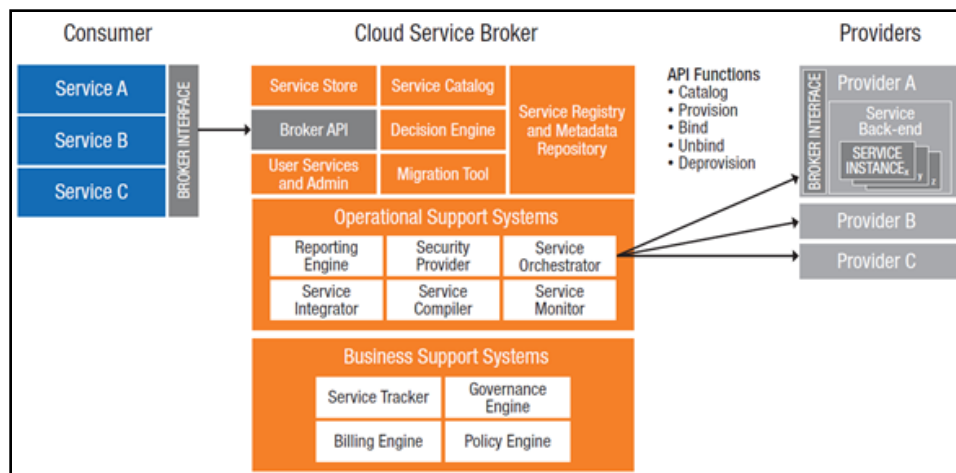 Consumer
Service A
Service B
Service C
BROKER INTERFACE
Cloud Service Broker
Service Store
Service Catalog
Service Registry
and Metadata
Repository
Broker API
Decision Engine
User Services
and Admin
Migration Tool
Operational Support Systems
Reporting
Engine
Security
Provider
Service
Orchestrator
Service
Integrator
Service
Compiler
Service
Monitor
Business Support Systems
Service Tracker
Governance
Engine
Billing Engine
Policy Engine
API Functions
• Catalog
• Provision
• Bind
• Unbind
• Deprovision
Providers
BROKER INTERFACE
Provider A
Service
Back-end
SERVICE
INSTANCEx
y
z
Provider B
Provider C